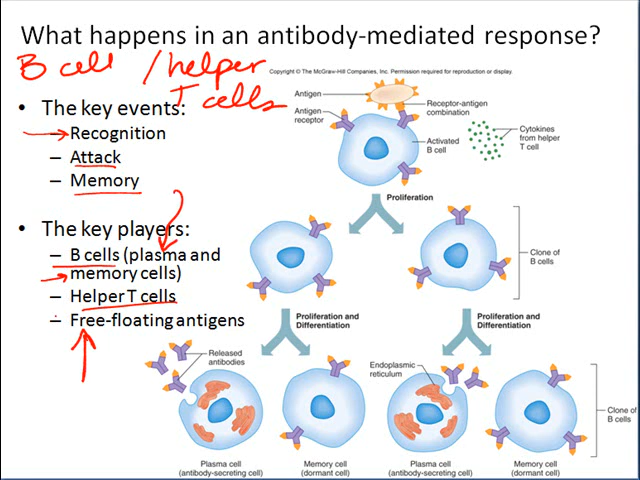 What happens in an antibody-mediated response?
B cell / helper
T cells
Copyright © The McGraw-Hill Companies, Inc. Permission required for reproduction or display.
• The key events:
– Recognition
– Attack
– Memory
• The key players:
– B cells (plasma and
memory cells)
– Helper T cells
– Free-floating antigens
Antigen
Antigen
receptor
Receptor-antigen
combination
Activated
B cell
Cytokines
from helper
T cell
Proliferation
Clone of
B cells
Proliferation and
Differentiation
Proliferation and
Differentiation
Released
antibodies
Endoplasmic
reticulum
Clone of
B cells
Plasma cell
(antibody-secreting cell)
Memory cell
(dormant cell)
Plasma cell
(antibody-secreting cell)
Memory cell
(dormant cell)